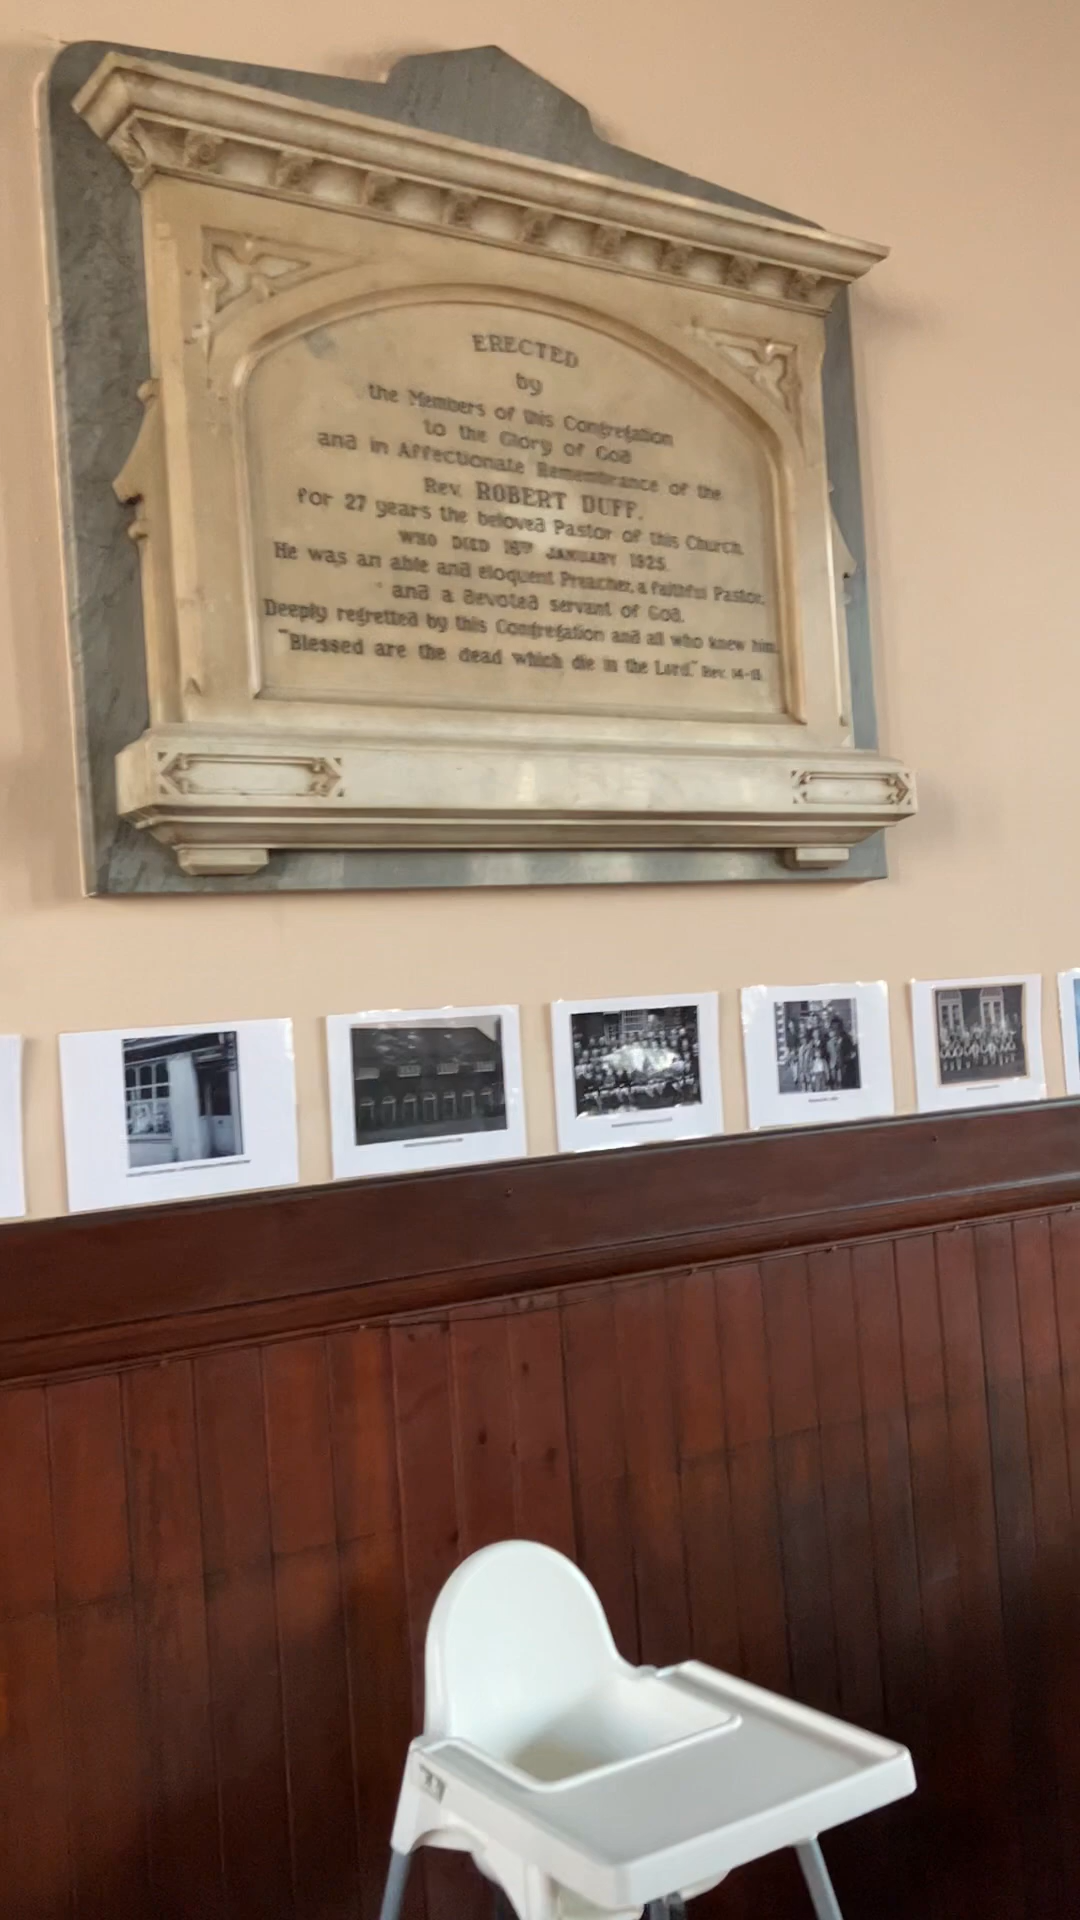 ERECTED
by
the Members of this Congregation
to the Glory of God
and in Affectionate Remembrance of the
Rev. ROBERT DUFF.
for 27 years the beloved Pastor of this Church,
WHO DIED 16TH JANUARY 1925.
He was an able and eloquent Preacher, a faithful Pastor,
and a devoted servant of God.
Deeply regretted by this Congregation and all who knew him.
"Blessed are the dead which die in the Lord." Rev. 14-13.